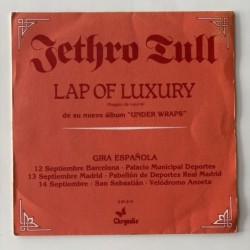 Jethro Tull
LAP OF LUXURY
de su nuevo álbum "UNDER WRAPS"
GIRA ESPAÑOLA
12 Septiembre Barcelona - Palacio Municipal Deportes
13 Septiembre Madrid - Pabellón de Deportes Real Madrid
14 Septiembre - San Sebastián - Velódromo Anoeta
Chrysalis